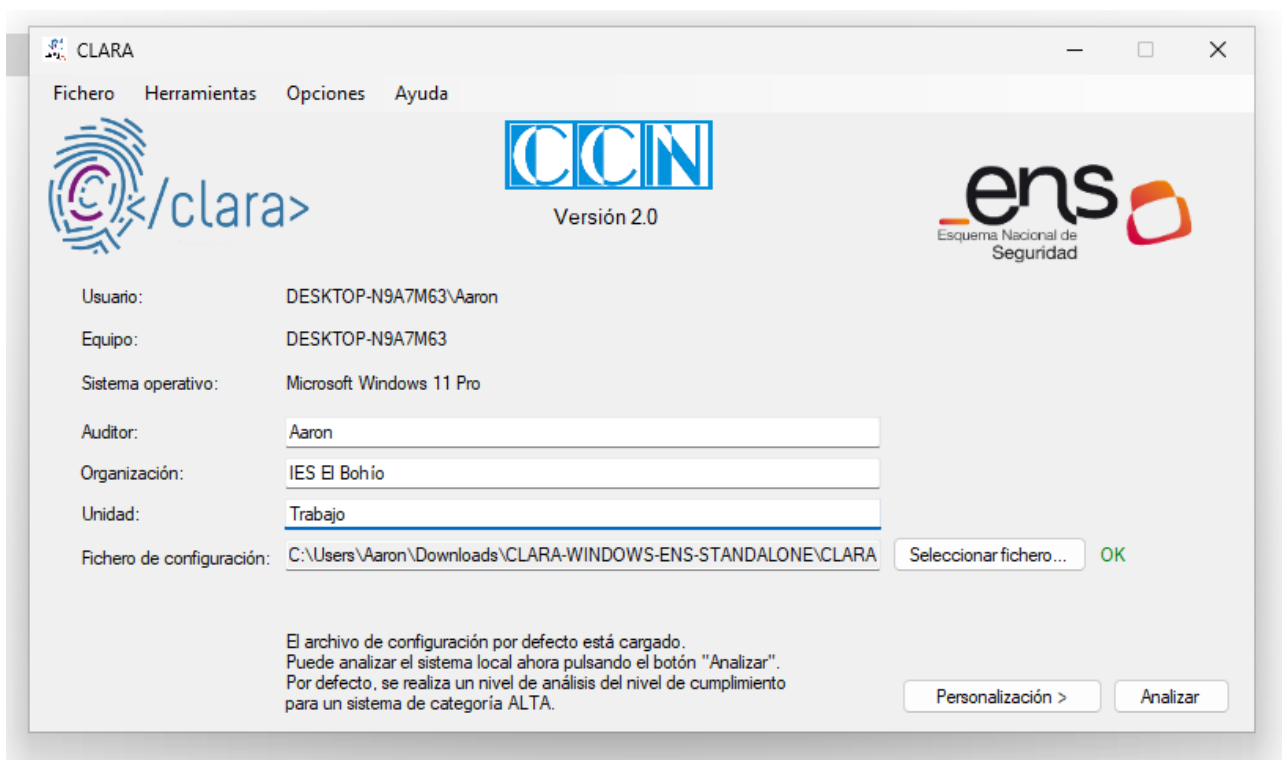 CLARA
Fichero Herramientas Opciones Ayuda
C </clara>
CCN
Versión 2.0
_ens
Esquema Nacional de
Seguridad
Usuario: DESKTOP-N9A7M63\Aaron
Equipo: DESKTOP-N9A7M63
Sistema operativo: Microsoft Windows 11 Pro
Auditor: Aaron
Organización: IES El Bohío
Unidad: Trabajo
Fichero de configuración: C:\Users\Aaron\Downloads\CLARA-WINDOWS-ENS-STANDALONE\CLARA Seleccionar fichero... OK
El archivo de configuración por defecto está cargado.
Puede analizar el sistema local ahora pulsando el botón "Analizar".
Por defecto, se realiza un nivel de análisis del nivel de cumplimiento
para un sistema de categoría ALTA.
Personalización > Analizar